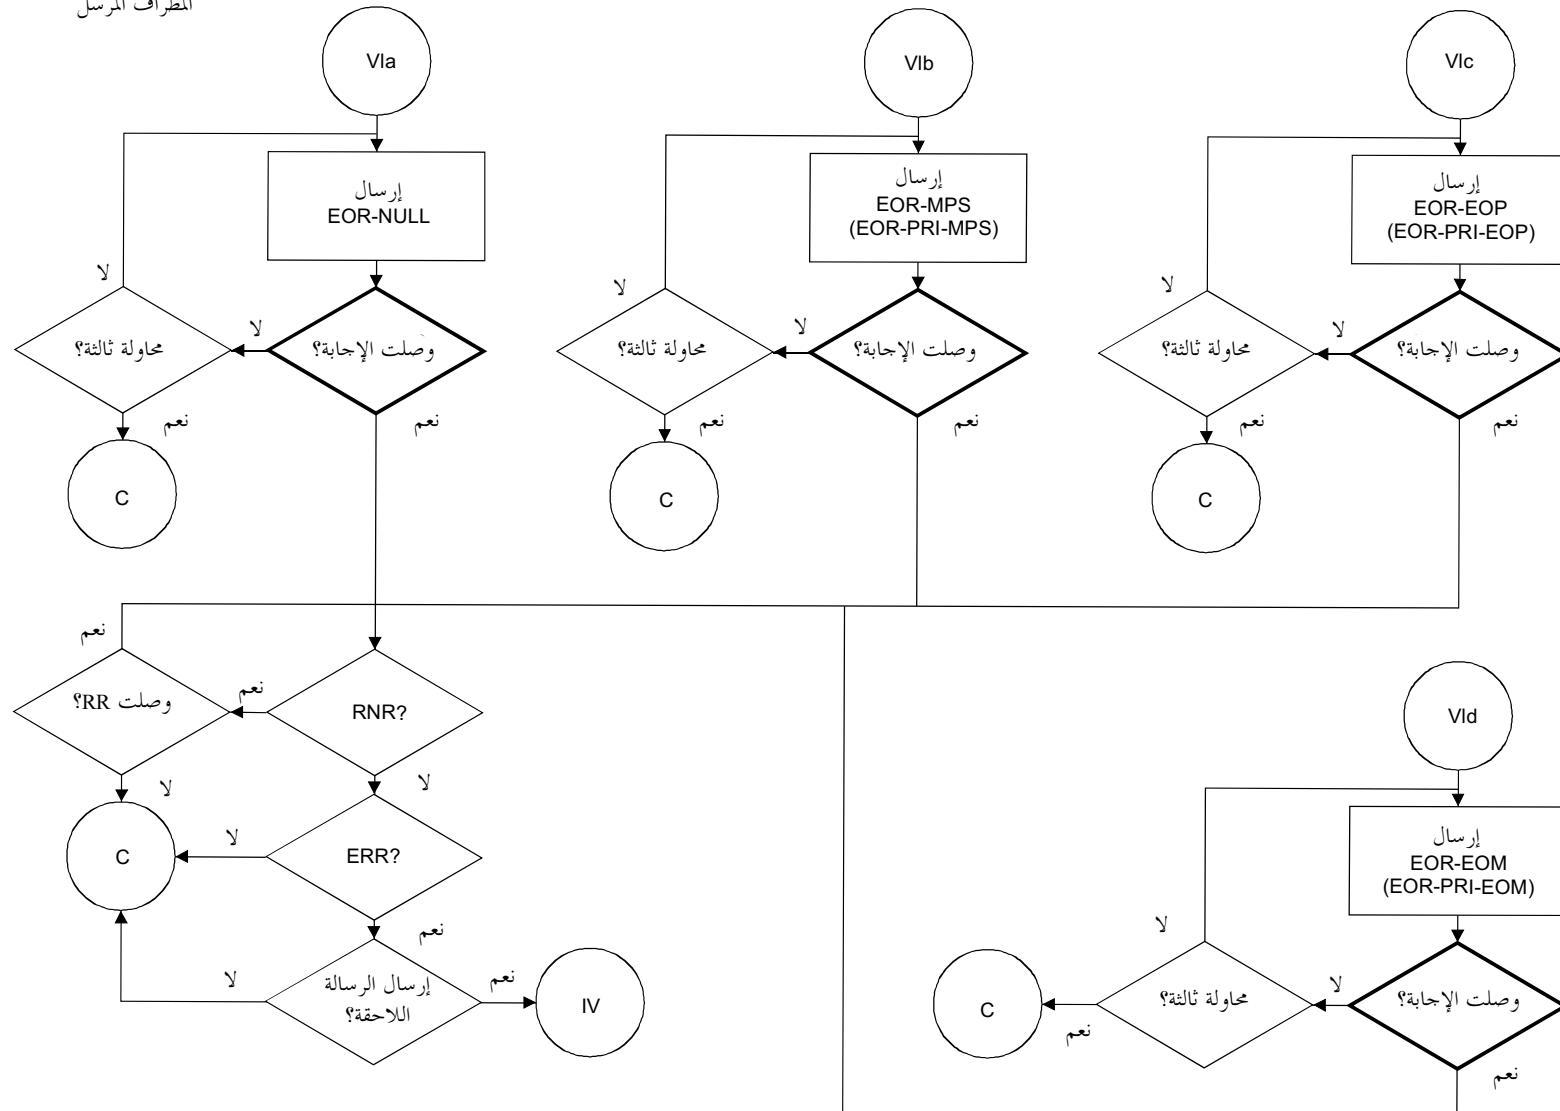 المطراف المرسل
VIa
VIb
VIc
إرسال
EOR-NULL
إرسال
EOR-MPS
(EOR-PRI-MPS)
إرسال
EOR-EOP
(EOR-PRI-EOP)
لا
لا
لا
محاولة ثالثة؟
لا
وصلت الإجابة؟
محاولة ثالثة؟
لا
وصلت الإجابة؟
محاولة ثالثة؟
لا
وصلت الإجابة؟
نعم
نعم
نعم
نعم
نعم
نعم
C
C
C
نعم
وصلت RR؟
نعم
RNR?
لا
لا
VId
C
لا
ERR?
إرسال
EOR-EOM
(EOR-PRI-EOM)
نعم
لا
لا
إرسال الرسالة
اللاحقة؟
نعم
IV
C
نعم
محاولة ثالثة؟
لا
وصلت الإجابة؟
نعم